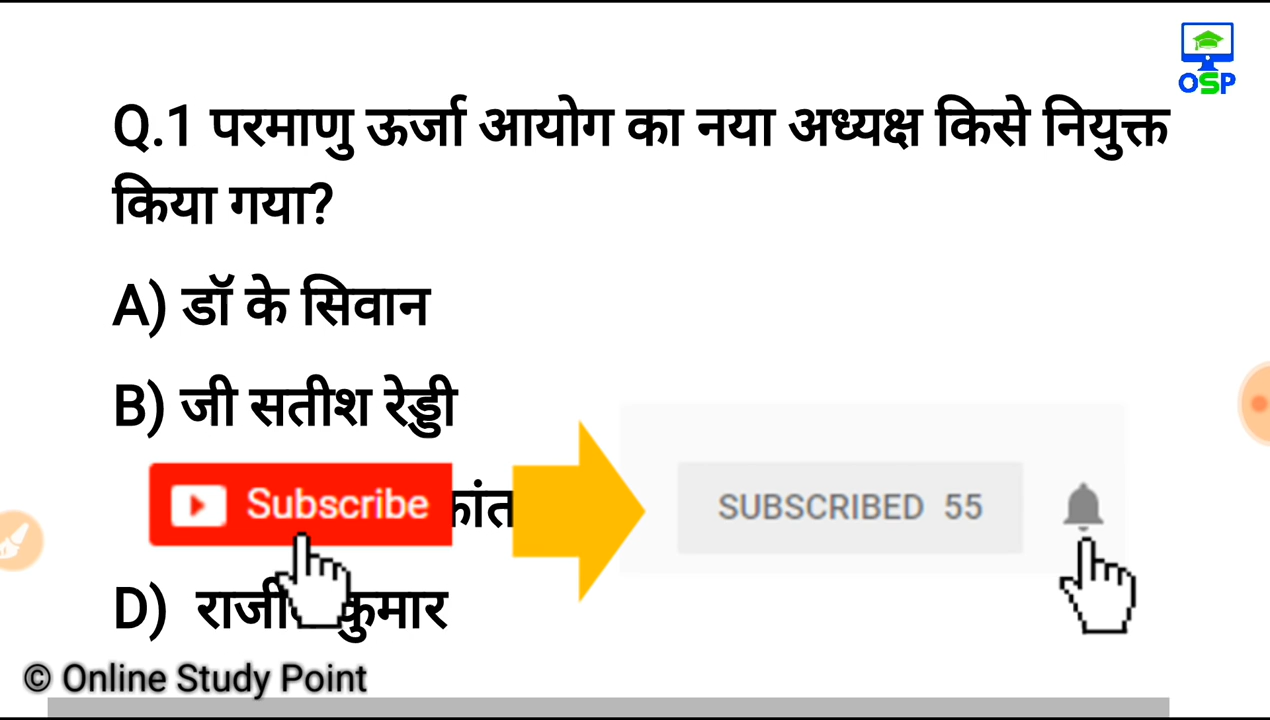 OSP
Q.1 परमाणु ऊर्जा आयोग का नया अध्यक्ष किसे नियुक्त
किया गया?
A) डॉ के सिवान
B) जी सतीश रेड्डी
Subscribe
SUBSCRIBED 55
D) कुमार
© Online Study Point